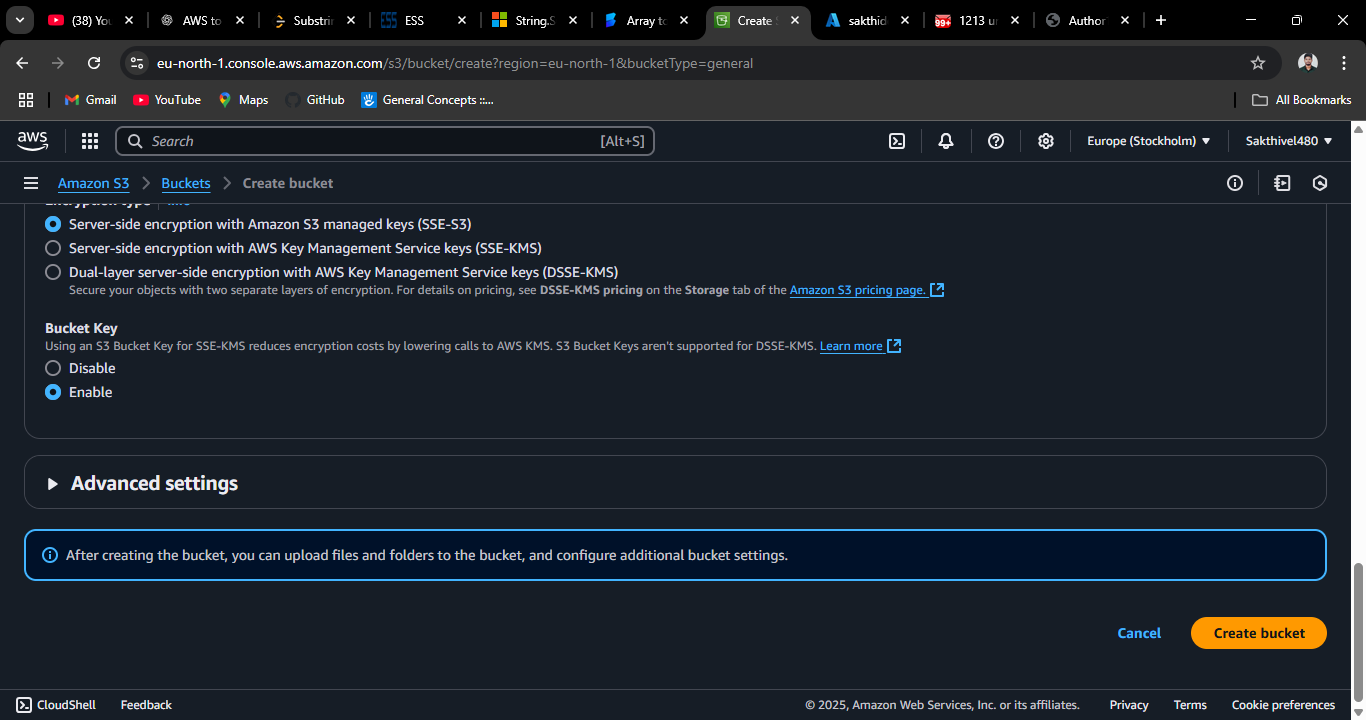 (38) You
AWS to
Substrin
ESS
String.S
Array to
Create S
sakthid
99+ 1213 u
Author
eu-north-1.console.aws.amazon.com/s3/bucket/create?region=eu-north-1&bucketType=general
Gmail
YouTube
Maps
GitHub
General Concepts ::...
All Bookmarks
aws
Search
[Alt+S]
Europe (Stockholm)
Sakthivel480
Amazon S3
Buckets
Create bucket
Encryption type
Info
Server-side encryption with Amazon S3 managed keys (SSE-S3)
Server-side encryption with AWS Key Management Service keys (SSE-KMS)
Dual-layer server-side encryption with AWS Key Management Service keys (DSSE-KMS)
Secure your objects with two separate layers of encryption. For details on pricing, see DSSE-KMS pricing on the Storage tab of the Amazon S3 pricing page.
Bucket Key
Using an S3 Bucket Key for SSE-KMS reduces encryption costs by lowering calls to AWS KMS. S3 Bucket Keys aren't supported for DSSE-KMS. Learn more
Disable
Enable
Advanced settings
After creating the bucket, you can upload files and folders to the bucket, and configure additional bucket settings.
Cancel
Create bucket
CloudShell
Feedback
© 2025, Amazon Web Services, Inc. or its affiliates.
Privacy
Terms
Cookie preferences